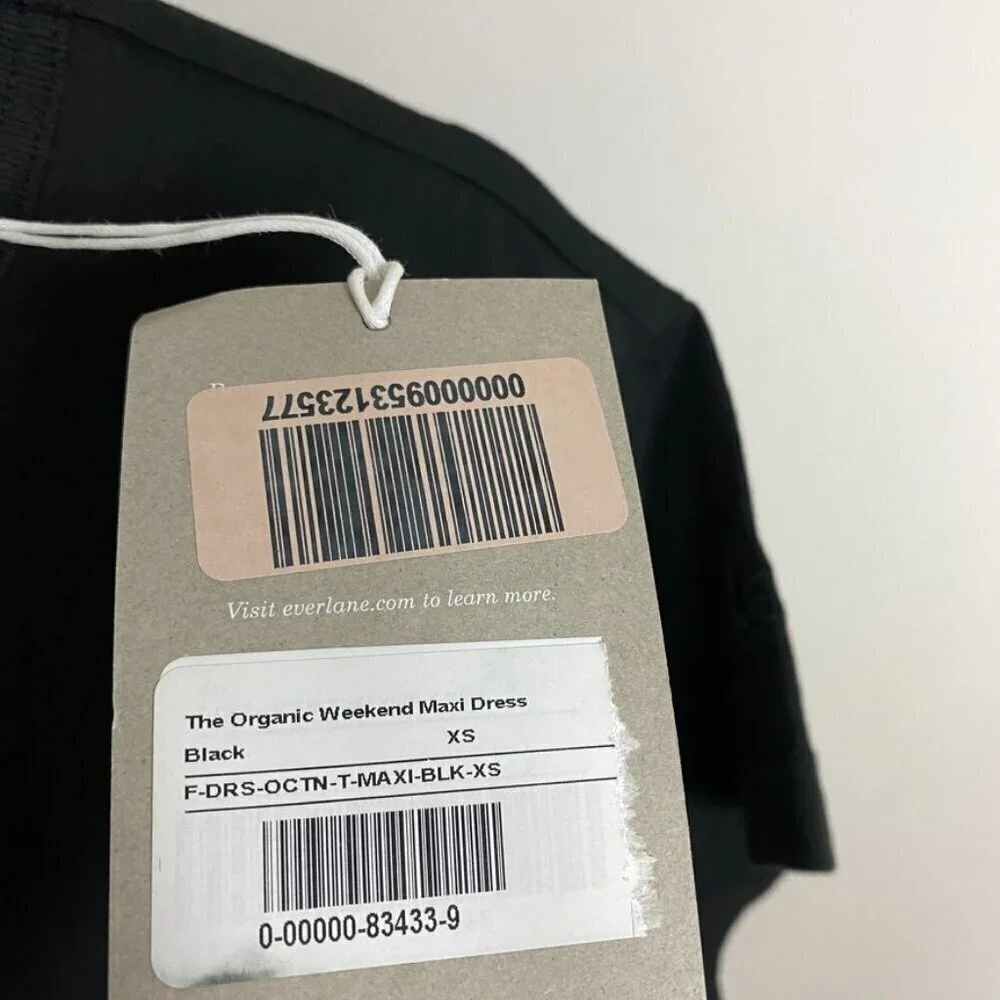 000000953123577
Visit everlane.com to learn more.
The Organic Weekend Maxi Dress
Black XS
F-DRS-OCTN-T-MAXI-BLK-XS
0-00000-83433-9